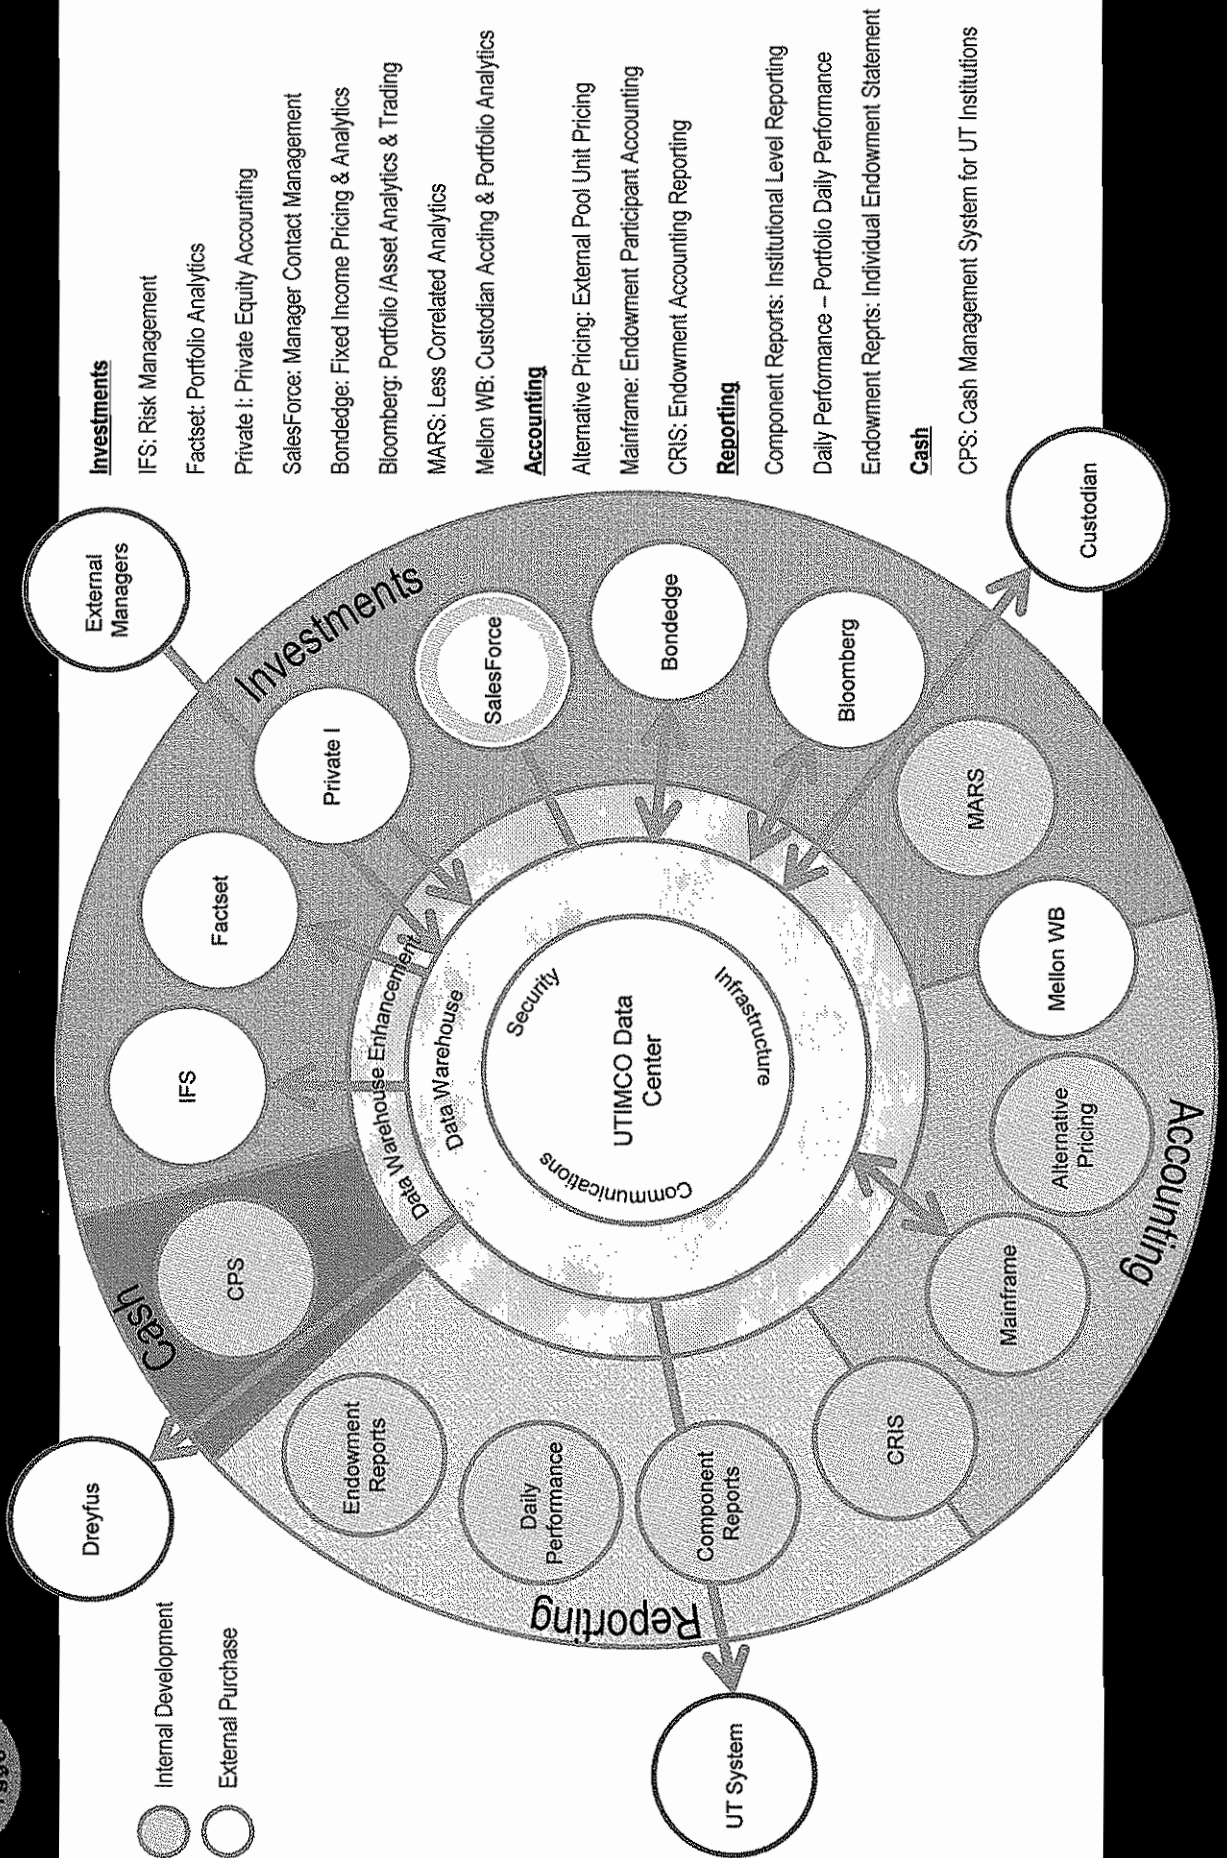 Internal Development
External Purchase
Dreyfus
External
Managers
UT System
Custodian
Cash
CPS
Investments
IFS
Factset
Private I
SalesForce
Bondedge
Bloomberg
MARS
Mellon WB
Accounting
Alternative
Pricing
Mainframe
CRIS
Reporting
Component
Reports
Daily
Performance
Endowment
Reports
Data Warehouse Enhancement
Data Warehouse
Security
Communications
Infrastructure
UTIMCO Data
Center
Investments
IFS: Risk Management
Factset: Portfolio Analytics
Private I: Private Equity Accounting
SalesForce: Manager Contact Management
Bondedge: Fixed Income Pricing & Analytics
Bloomberg: Portfolio /Asset Analytics & Trading
MARS: Less Correlated Analytics
Mellon WB: Custodian Accting & Portfolio Analytics
Accounting
Alternative Pricing: External Pool Unit Pricing
Mainframe: Endowment Participant Accounting
CRIS: Endowment Accounting Reporting
Reporting
Component Reports: Institutional Level Reporting
Daily Performance – Portfolio Daily Performance
Endowment Reprts: Individual Endowment Statement
Cash
CPS: Cash Management System for UT Institutions